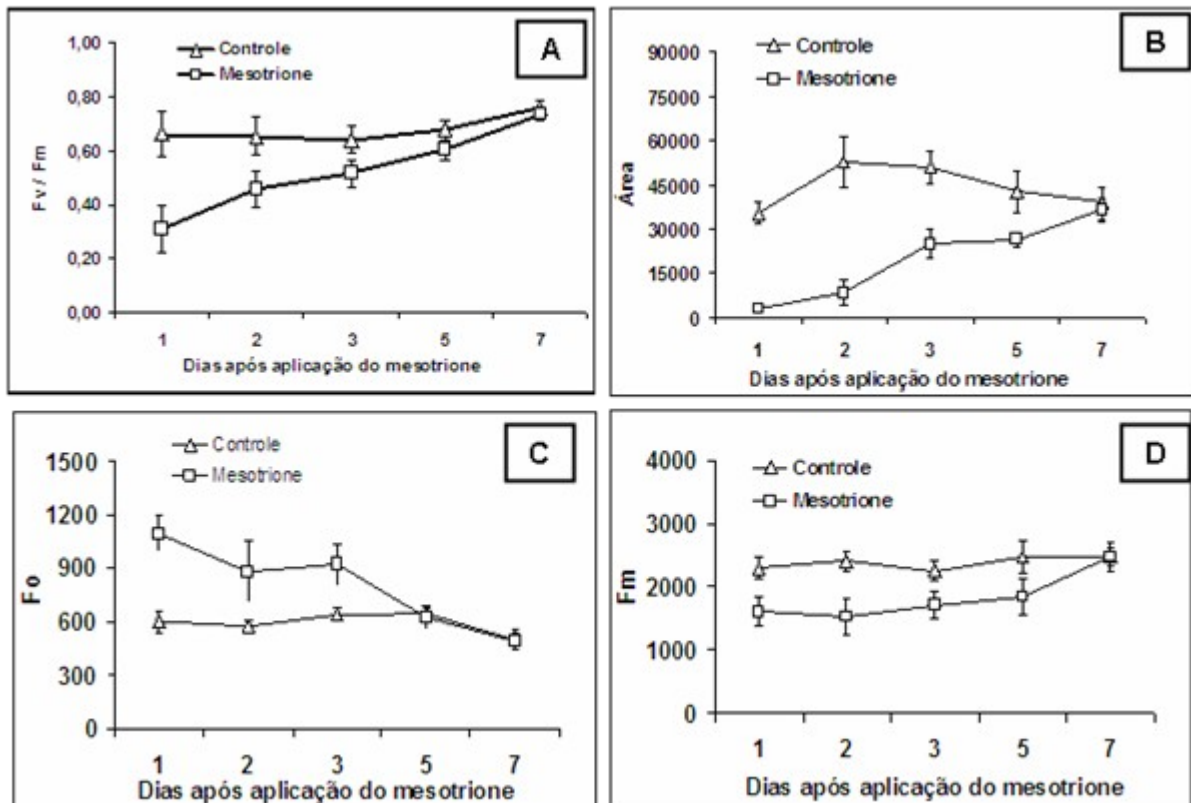 A
Controle
Mesotrione
1,00
0,80
0,60
0,40
0,20
0,00
Fv / Fm
1 2 3 5 7
Dias após aplicação do mesotrione
B
Controle
Mesotrione
90000
75000
60000
45000
30000
15000
0
Área
1 2 3 5 7
Dias após aplicação do mesotrione
C
Controle
Mesotrione
1500
1200
900
600
300
0
Fo
1 2 3 5 7
Dias após aplicação do mesotrione
D
Controle
Mesotrione
4000
3000
2000
1000
0
Fm
1 2 3 5 7
Dias após aplicação do mesotrione